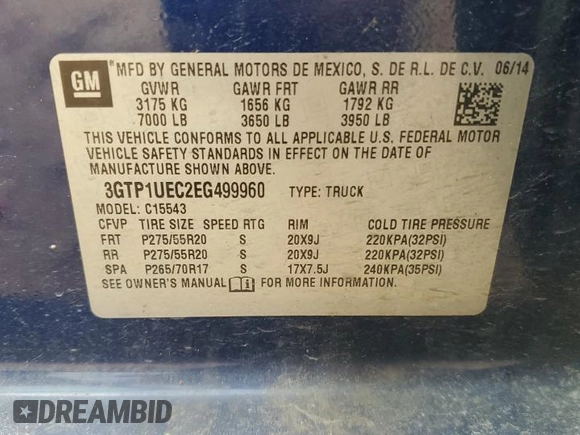 GM
MFD BY GENERAL MOTORS DE MEXICO, S. DE R.L. DE C.V. 06/14
GVWR GAWR FRT GAWR RR
3175 KG 1656 KG 1792 KG
7000 LB 3650 LB 3950 LB
THIS VEHICLE CONFORMS TO ALL APPLICABLE U.S. FEDERAL MOTOR
VEHICLE SAFETY STANDARDS IN EFFECT ON THE DATE OF
MANUFACTURE SHOWN ABOVE.
3GTP1UEC2EG499960 TYPE: TRUCK
MODEL: C15543
CFVP TIRE SIZE SPEED RTG RIM COLD TIRE PRESSURE
FRT P275/55R20 S 20X9J 220KPA(32PSI)
RR P275/55R20 S 20X9J 220KPA(32PSI)
SPA P265/70R17 S 17X7.5J 240KPA(35PSI)
SEE OWNER'S MANUAL FOR MORE INFORMATION.
DREAMBID